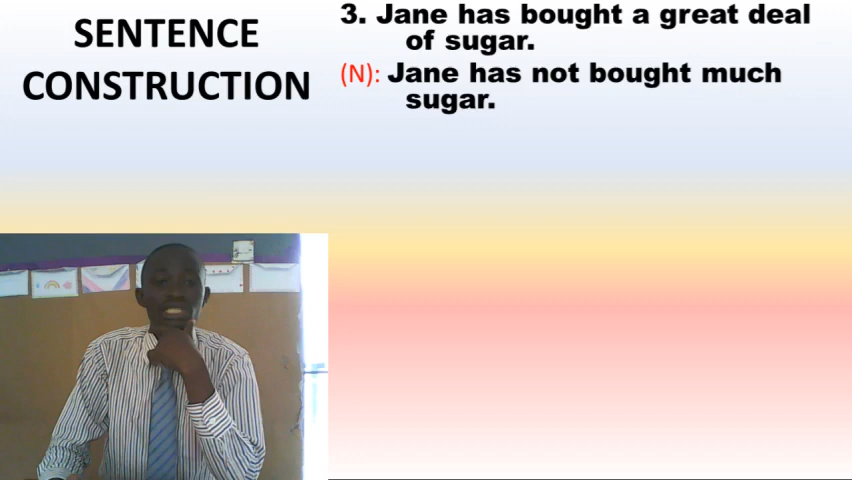 SENTENCE
CONSTRUCTION
3. Jane has bought a great deal
of sugar.
(N): Jane has not bought much
sugar.